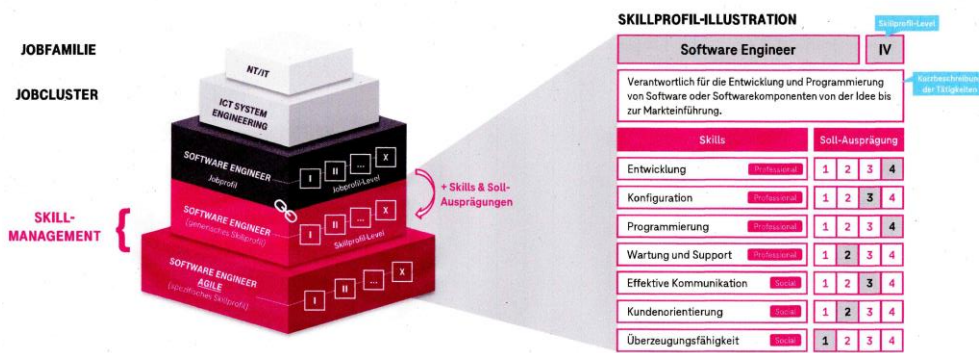 JOBFAMILIE
JOBCLUSTER
SKILL-
MANAGEMENT
{
NT/IT
ICT SYSTEM
ENGINEERING
SOFTWARE ENGINEER
Jobprofil
I II ... X
Jobprofil-Level
SOFTWARE ENGINEER
(generisches Skillprofil)
I II ... X
Skillprofil-Level
SOFTWARE ENGINEER
AGILE
(spezifisches Skillprofil)
I II ... X
+ Skills & Soll-
Ausprägungen
SKILLPROFIL-ILLUSTRATION
Skillprofil-Level
Software Engineer IV
Verantwortlich für die Entwicklung und Programmierung
von Software oder Softwarekomponenten von der Idee bis
zur Markteinführung.
Kurzbeschreibung
der Tätigkeiten
Skills Soll-Ausprägung
Entwicklung Professional 1 2 3 4
Konfiguration Professional 1 2 3 4
Programmierung Professional 1 2 3 4
Wartung und Support Professional 1 2 3 4
Effektive Kommunikation Social 1 2 3 4
Kundenorientierung Social 1 2 3 4
Überzeugungsfähigkeit Social 1 2 3 4